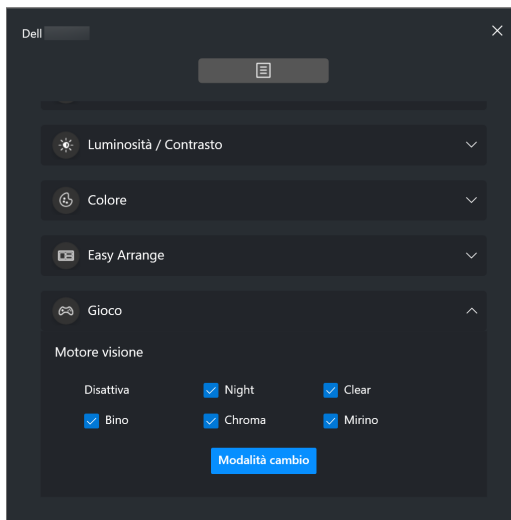 Dell
Luminosità / Contrasto
Colore
Easy Arrange
Gioco
Motore visione
Disattiva Night Clear
Bino Chroma Mirino
Modalità cambio